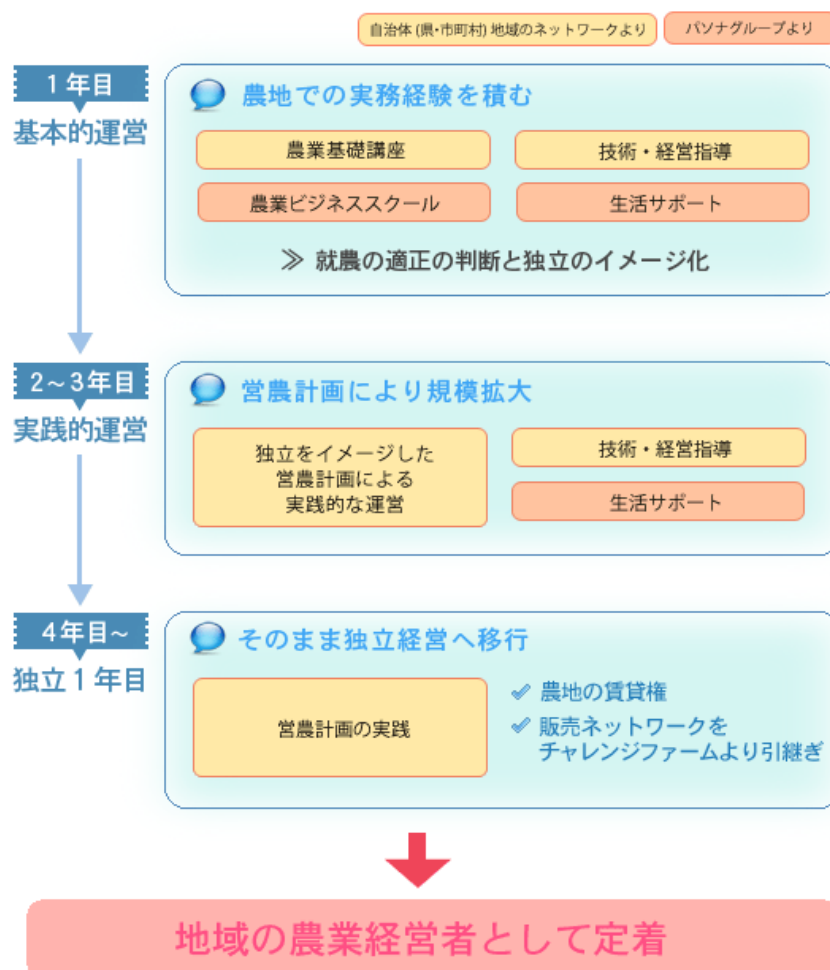 自治体(県・市町村)地域のネットワークより
パソナグループより
1年目
基本的運営
農地での実務経験を積む
農業基礎講座
技術・経営指導
農業ビジネススクール
生活サポート
≫ 就農の適正の判断と独立のイメージ化
2～3年目
実践的運営
営農計画により規模拡大
独立をイメージした
営農計画による
実践的な運営
技術・経営指導
生活サポート
4年目～
独立1年目
そのまま独立経営へ移行
営農計画の実践
農地の賃貸権
販売ネットワークを
チャレンジファームより引継ぎ
地域の農業経営者として定着